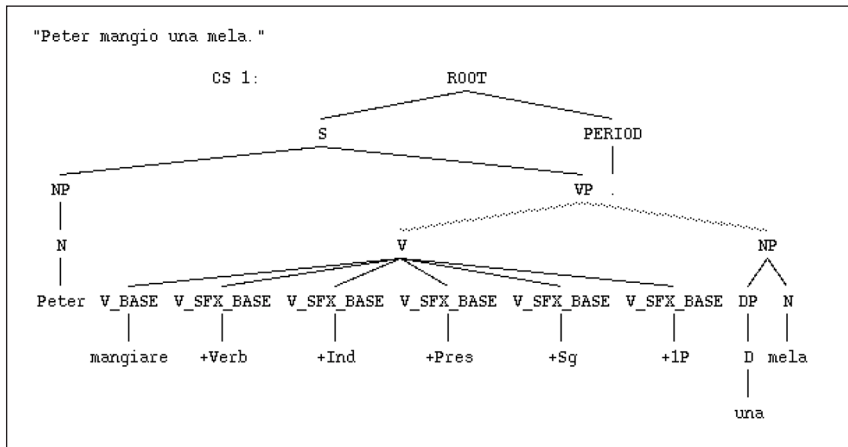 "Peter mangio una mela."
CS 1: ROOT
S PERIOD
NP VP .
N V NP
Peter V_BASE V_SFX_BASE V_SFX_BASE V_SFX_BASE V_SFX_BASE V_SFX_BASE DP N
mangiare +Verb +Ind +Pres +Sg +1P D mela
una